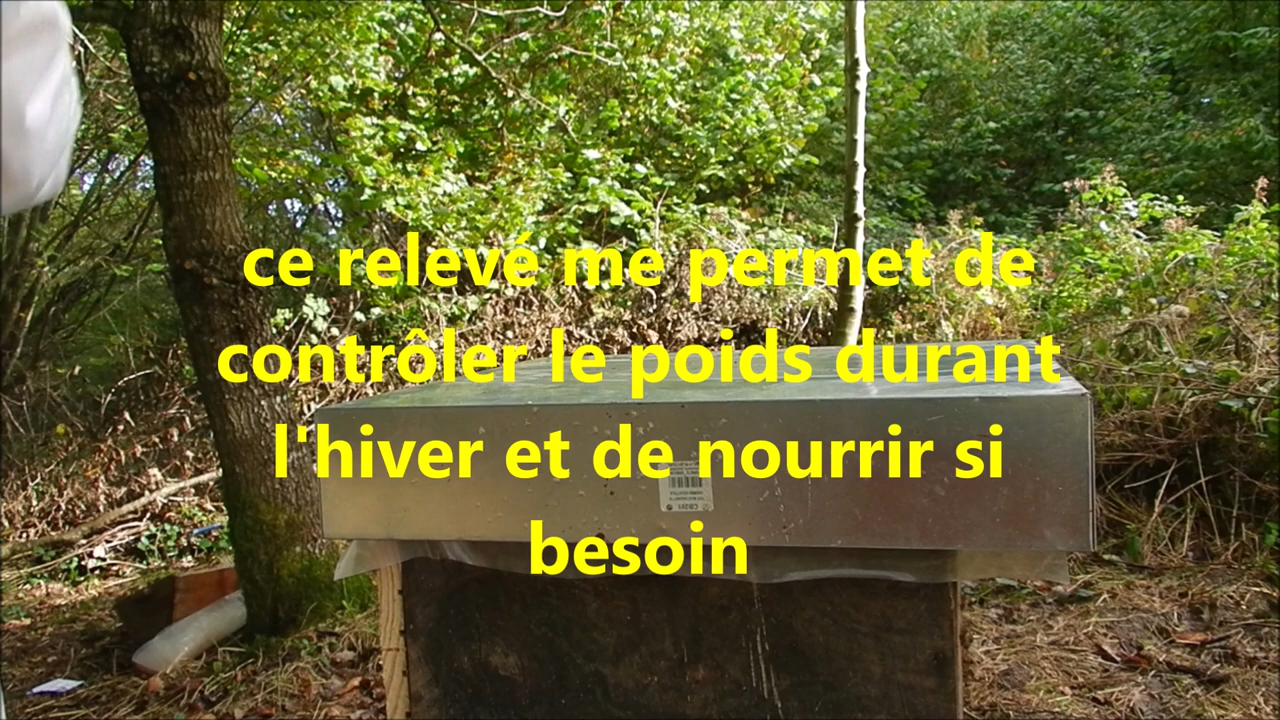 ce relevé me permet de
contrôler le poids durant
l'hiver et de nourrir si
besoin